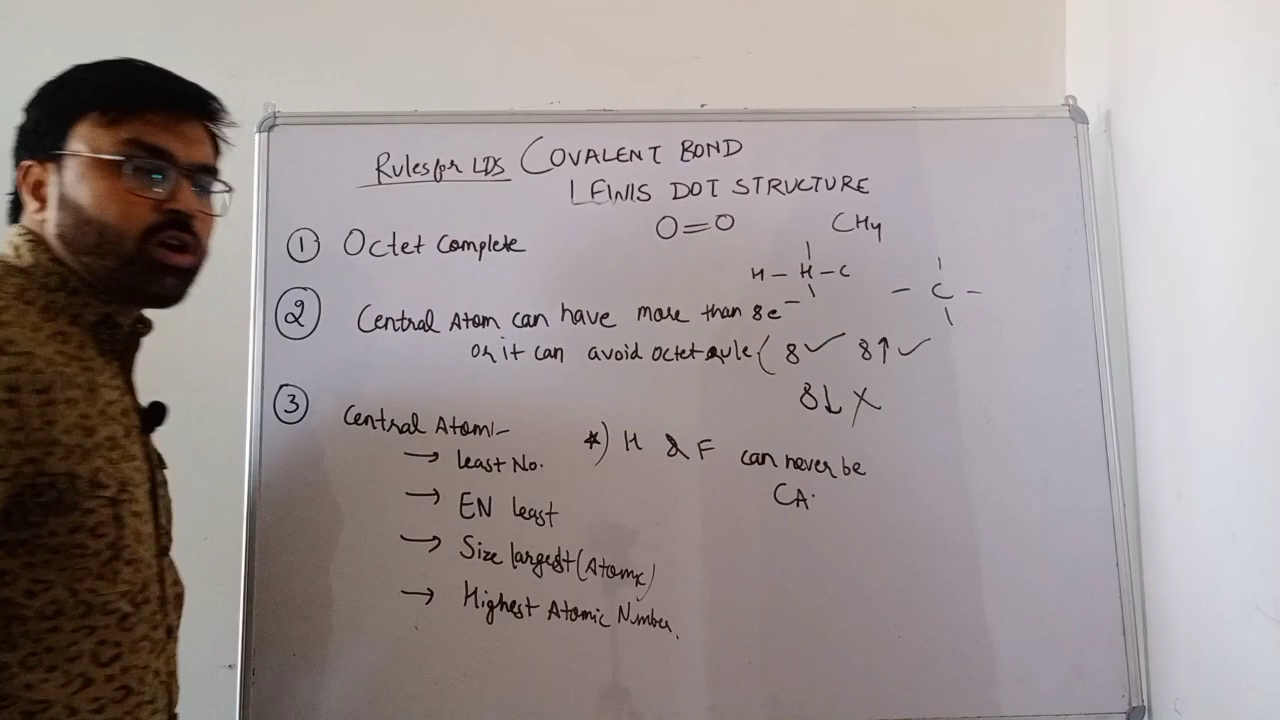 Rules for LDS COVALENT BOND
LEWIS DOT STRUCTURE
O=O CH4
① Octet Complete
H – H – C
– C –
② Central Atom can have more than 8e–
or it can avoid octet rule ( 8 ✓ 8↑ ✓
8↓ X
③ Central Atom:-
→ least No.
*) H & F can never be
CA.
→ EN least
→ Size largest (Atomic)
→ Highest Atomic Number.